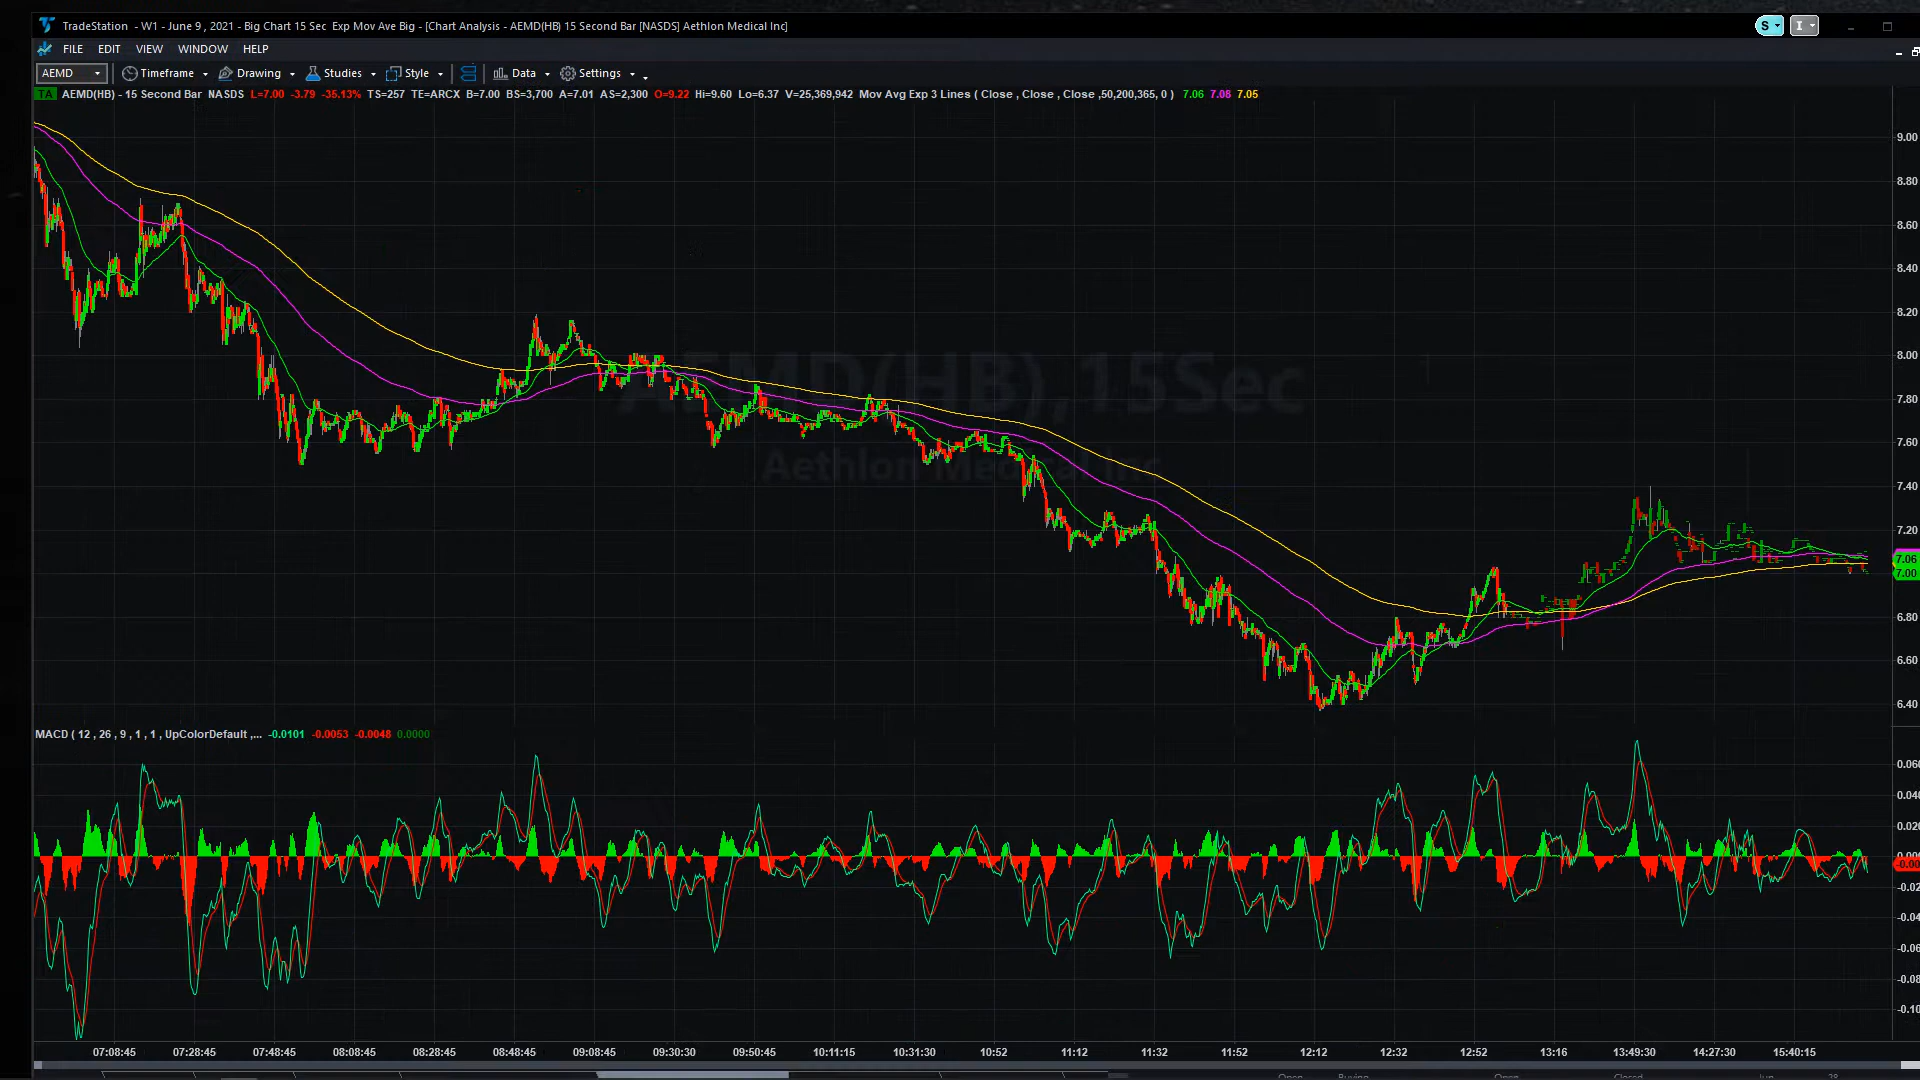 TradeStation - W1 - June 9 , 2021 - Big Chart 15 Sec Exp Mov Ave Big - [Chart Analysis - AEMD(HB) 15 Second Bar [NASDS] Aethlon Medical Inc]
S I
FILE EDIT VIEW WINDOW HELP
AEMD Timeframe Drawing Studies Style Data Settings
TA AEMD(HB) - 15 Second Bar NASDS L=7.00 -3.79 -35.13% TS=257 TE=ARCX B=7.00 BS=3,700 A=7.01 AS=2,300 O=9.22 Hi=9.60 Lo=6.37 V=25,369,942 Mov Avg Exp 3 Lines ( Close , Close , Close ,50,200,365, 0 ) 7.06 7.08 7.05
9.00
8.80
8.60
8.40
8.20
8.00
AEMD(HB),15Sec
7.80
7.60
Aethlon Medical Inc
7.40
7.20
7.06
7.00
6.80
6.60
6.40
MACD ( 12 , 26 , 9 , 1 , 1 , UpColorDefault ,... -0.0101 -0.0053 -0.0048 0.0000
0.060
0.040
0.020
-0.00
-0.02
-0.04
-0.06
-0.08
-0.10
07:08:45 07:28:45 07:48:45 08:08:45 08:28:45 08:48:45 09:08:45 09:30:30 09:50:45 10:11:15 10:31:30 10:52 11:12 11:32 11:52 12:12 12:32 12:52 13:16 13:49:30 14:27:30 15:40:15